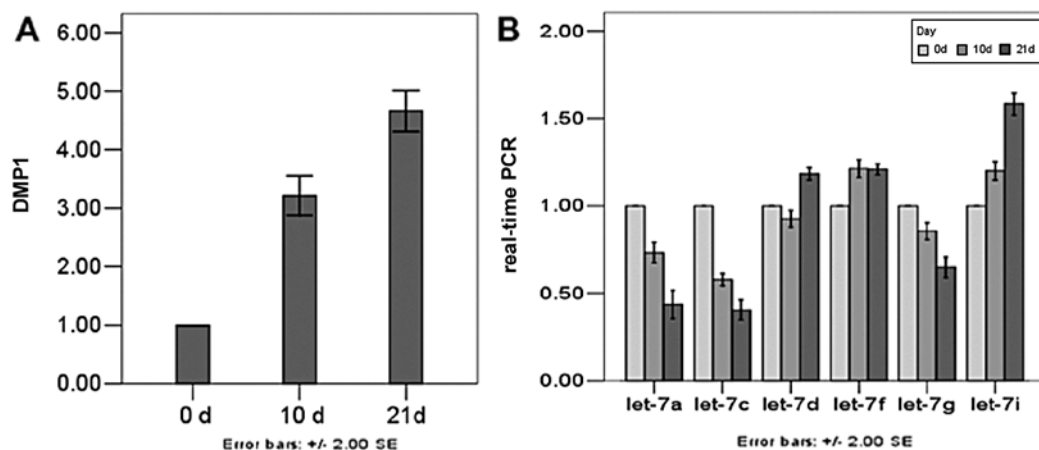 A
DMP1
6.00
5.00
4.00
3.00
2.00
1.00
0.00
0 d 10 d 21d
Error bars: +/- 2.00 SE
B
real-time PCR
2.00
1.50
1.00
0.50
0.00
Day
0d 10d 21d
let-7a let-7c let-7d let-7f let-7g let-7i
Error bars: +/- 2.00 SE